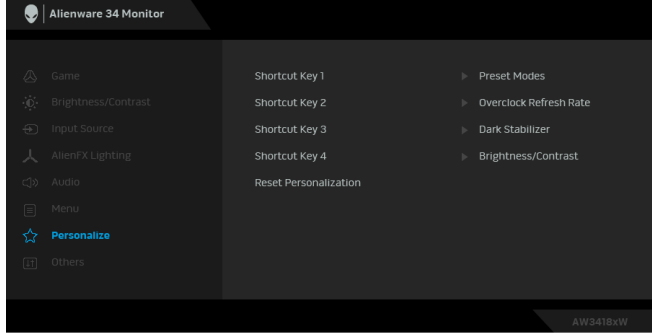 Alienware 34 Monitor
Game
Shortcut Key 1 Preset Modes
Brightness/Contrast
Shortcut Key 2 Overclock Refresh Rate
Input Source
Shortcut Key 3 Dark Stabilizer
AlienFX Lighting
Shortcut Key 4 Brightness/Contrast
Audio
Reset Personalization
Menu
Personalize
Others
AW3418xW